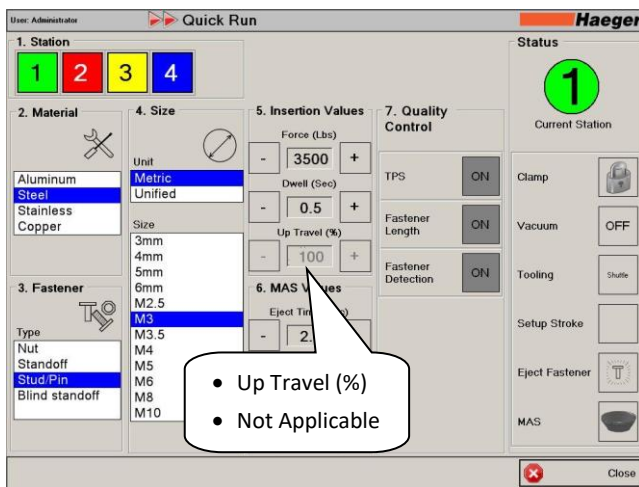 User: Administrator
Quick Run
Haeger
1. Station
1
2
3
4
2. Material
Aluminum
Steel
Stainless
Copper
3. Fastener
Type
Nut
Standoff
Stud/Pin
Blind standoff
4. Size
Unit
Metric
Unified
Size
3mm
4mm
5mm
6mm
M2.5
M3
M3.5
M4
M5
M6
M8
M10
5. Insertion Values
Force (Lbs)
- 3500 +
Dwell (Sec)
- 0.5 +
Up Travel (%)
- 100 +
6. MAS
Eject
- 2.
• Up Travel (%)
• Not Applicable
7. Quality
Control
TPS ON
Fastener
Length ON
Fastener
Detection ON
Status
1
Current Station
Clamp
Vacuum OFF
Tooling Shuttle
Setup Stroke
Eject Fastener
MAS
Close